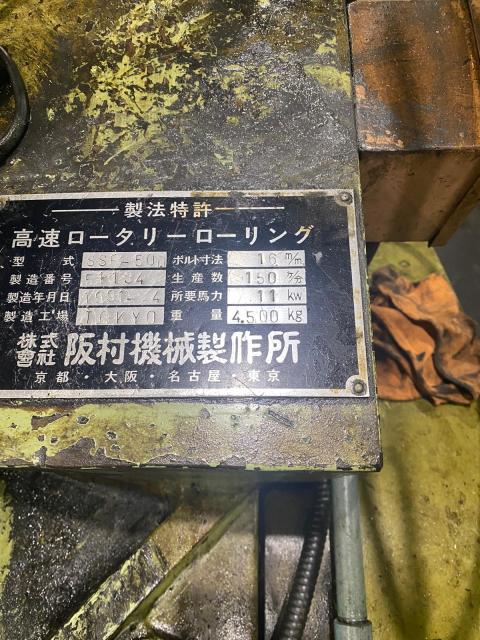 製法特許
高速ロータリーローリング
型式 ボルト寸法 16 m/m
製造番号 生産数 150 ケ/分
製造年月日 所要馬力 11 kw
製造工場 TOKYO 重量 4.500 kg
株式會社 阪村機械製作所
京都・大阪・名古屋・東京